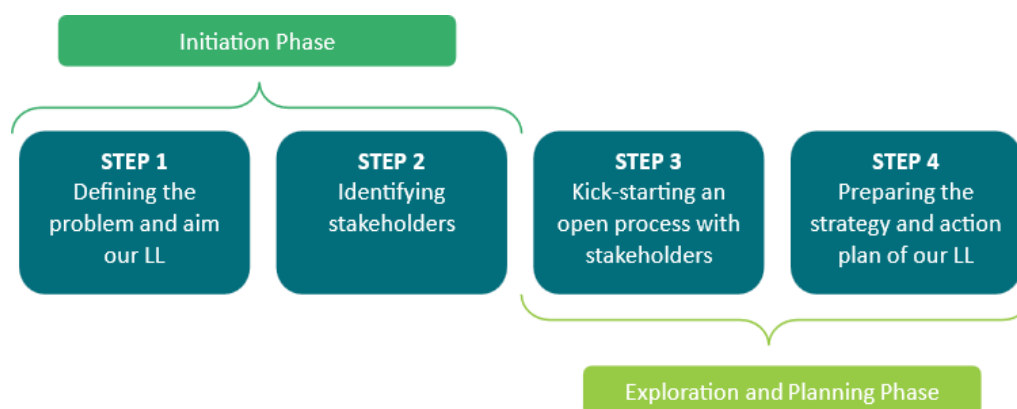 Initiation Phase
STEP 1
Defining the
problem and aim
our LL
STEP 2
Identifying
stakeholders
STEP 3
Kick-starting an
open process with
stakeholders
STEP 4
Preparing the
strategy and action
plan of our LL
Exploration and Planning Phase